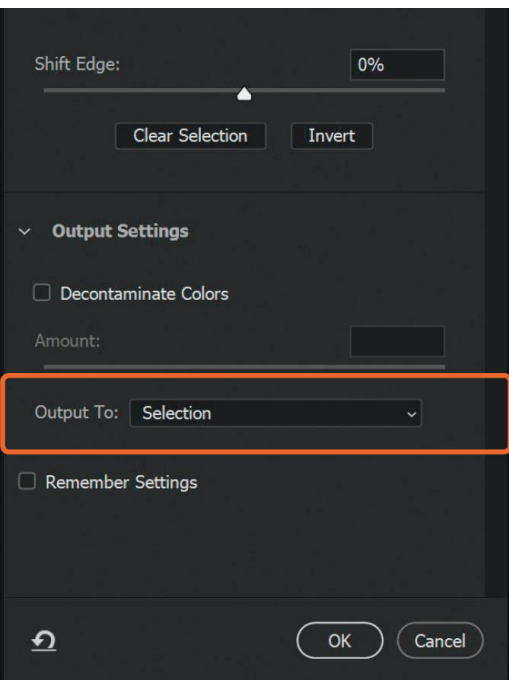 Shift Edge: 0%
Clear Selection Invert
Output Settings
Decontaminate Colors
Amount:
Output To: Selection
Remember Settings
OK Cancel